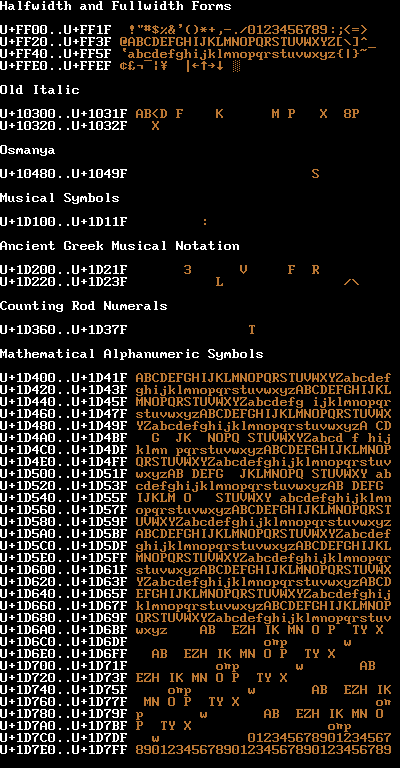 Halfwidth and Fullwidth Forms
U+FF00..U+FF1F  !"#$%&'()*+,-./0123456789:;<=>
U+FF20..U+FF3F @ABCDEFGHIJKLMNOPQRSTUVWXYZ[\]^_
U+FF40..U+FF5F `abcdefghijklmnopqrstuvwxyz{|}~
U+FFE0..U+FFEF ¢£¬¯¦¥  |←↑→↓ ░
Old Italic
U+10300..U+1031F AB<D F    K      M P   X  8P
U+10320..U+1032F   X
Osmanya
U+10480..U+1049F                       S
Musical Symbols
U+1D100..U+1D11F         :
Ancient Greek Musical Notation
U+1D200..U+1D21F       3      V     F  R
U+1D220..U+1D23F           L               /\
Counting Rod Numerals
U+1D360..U+1D37F               T
Mathematical Alphanumeric Symbols
U+1D400..U+1D41F ABCDEFGHIJKLMNOPQRSTUVWXYZabcdef
U+1D420..U+1D43F ghijklmnopqrstuvwxyzABCDEFGHIJKL
U+1D440..U+1D45F MNOPQRSTUVWXYZabcdefg ijklmnopqr
U+1D460..U+1D47F stuvwxyzABCDEFGHIJKLMNOPQRSTUVWX
U+1D480..U+1D49F YZabcdefghijklmnopqrstuvwxyzA CD
U+1D4A0..U+1D4BF   G  JK  NOPQ STUVWXYZabcd f hij
U+1D4C0..U+1D4DF klmn pqrstuvwxyzABCDEFGHIJKLMNOP
U+1D4E0..U+1D4FF QRSTUVWXYZabcdefghijklmnopqrstuv
U+1D500..U+1D51F wxyzAB DEFG  JKLMNOPQ STUVWXY ab
U+1D520..U+1D53F cdefghijklmnopqrstuvwxyzAB DEFG
U+1D540..U+1D55F IJKLM O   STUVWXY abcdefghijklmn
U+1D560..U+1D57F opqrstuvwxyzABCDEFGHIJKLMNOPQRST
U+1D580..U+1D59F UVWXYZabcdefghijklmnopqrstuvwxyz
U+1D5A0..U+1D5BF ABCDEFGHIJKLMNOPQRSTUVWXYZabcdef
U+1D5C0..U+1D5DF ghijklmnopqrstuvwxyzABCDEFGHIJKL
U+1D5E0..U+1D5FF MNOPQRSTUVWXYZabcdefghijklmnopqr
U+1D600..U+1D61F stuvwxyzABCDEFGHIJKLMNOPQRSTUVWX
U+1D620..U+1D63F YZabcdefghijklmnopqrstuvwxyzABCD
U+1D640..U+1D65F EFGHIJKLMNOPQRSTUVWXYZabcdefghij
U+1D660..U+1D67F klmnopqrstuvwxyzABCDEFGHIJKLMNOP
U+1D680..U+1D69F QRSTUVWXYZabcdefghijklmnopqrstuv
U+1D6A0..U+1D6BF wxyz    AB  EZH IK MN O P  TY X
U+1D6C0..U+1D6DF                 oπp       w
U+1D6E0..U+1D6FF   AB  EZH IK MN O P  TY X
U+1D700..U+1D71F            oπp       w      AB
U+1D720..U+1D73F EZH IK MN O P  TY X
U+1D740..U+1D75F     oπp       w      AB  EZH IK
U+1D760..U+1D77F  MN O P  TY X                 oπ
U+1D780..U+1D79F p       w      AB  EZH IK MN O
U+1D7A0..U+1D7BF P  TY X                 oπp
U+1D7C0..U+1D7DF   w           012345678901234567
U+1D7E0..U+1D7FF 89012345678901234567890123456789